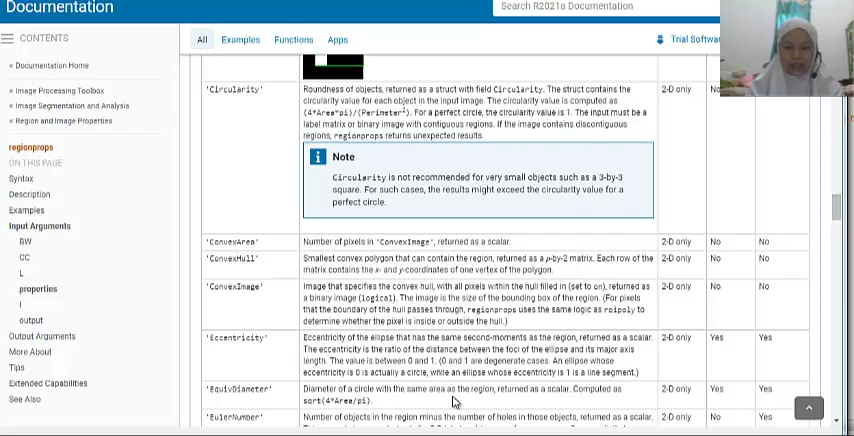 Documentation
Search R2021a Documentation
CONTENTS
All Examples Functions Apps
Trial Softwar
« Documentation Home
« Image Processing Toolbox
« Image Segmentation and Analysis
« Region and Image Properties
regionprops
ON THIS PAGE
Syntax
Description
Examples
Input Arguments
BW
CC
L
properties
I
output
Output Arguments
More About
Tips
Extended Capabilities
See Also
'Circularity' Roundness of objects, returned as a struct with field Circularity. The struct contains the 2-D only No
circularity value for each object in the input image. The circularity value is computed as
(4*Area*pi)/(Perimeter²). For a perfect circle, the circularity value is 1. The input must be a
label matrix or binary image with contiguous regions. If the image contains discontiguous
regions, regionprops returns unexpected results.
Note
Circularity is not recommended for very small objects such as a 3-by-3
square. For such cases, the results might exceed the circularity value for a
perfect circle.
'ConvexArea' Number of pixels in 'ConvexImage', returned as a scalar. 2-D only No No
'ConvexHull' Smallest convex polygon that can contain the region, returned as a p-by-2 matrix. Each row of the 2-D only No No
matrix contains the x- and y-coordinates of one vertex of the polygon.
'ConvexImage' Image that specifies the convex hull, with all pixels within the hull filled in (set to on), returned as 2-D only No No
a binary image (logical). The image is the size of the bounding box of the region. (For pixels
that the boundary of the hull passes through, regionprops uses the same logic as roipoly to
determine whether the pixel is inside or outside the hull.)
'Eccentricity' Eccentricity of the ellipse that has the same second-moments as the region, returned as a scalar. 2-D only Yes Yes
The eccentricity is the ratio of the distance between the foci of the ellipse and its major axis
length. The value is between 0 and 1. (0 and 1 are degenerate cases. An ellipse whose
eccentricity is 0 is actually a circle, while an ellipse whose eccentricity is 1 is a line segment.)
'EquivDiameter' Diameter of a circle with the same area as the region, returned as a scalar. Computed as 2-D only Yes Yes
sqrt(4*Area/pi).
'EulerNumber' Number of objects in the region minus the number of holes in those objects, returned as a scalar. 2-D only No Yes